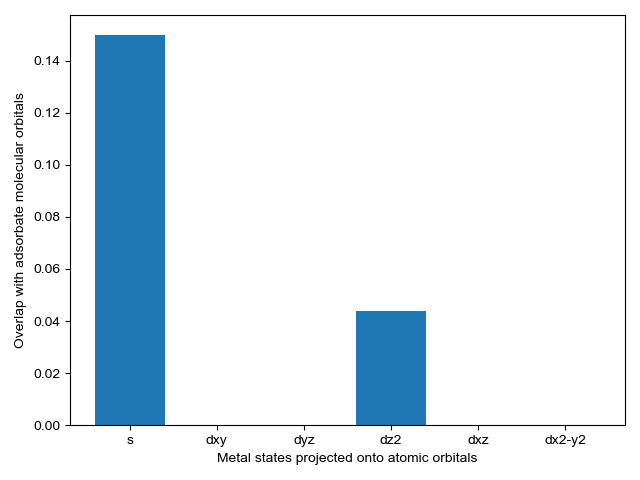 Overlap with adsorbate molecular orbitals
0.14
0.12
0.10
0.08
0.06
0.04
0.02
0.00
s dxy dyz dz2 dxz dx2-y2
Metal states projected onto atomic orbitals